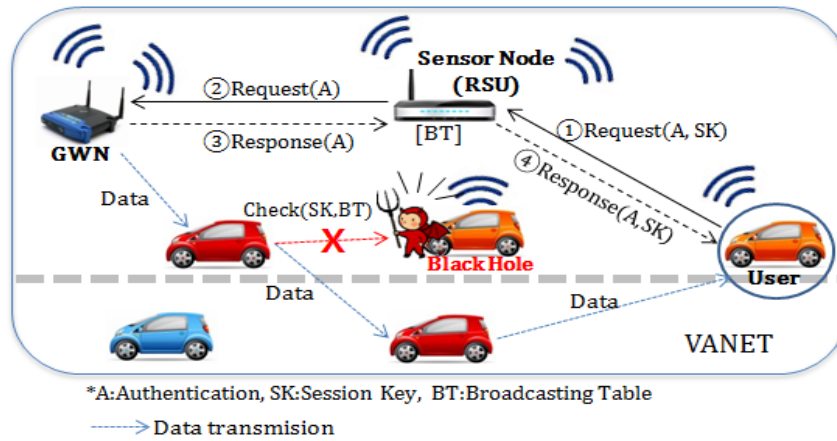 Sensor Node
(RSU)
②Request(A)
③Response(A)
[BT]
①Request(A, SK)
④Response(A,SK)
GWN
Data
Check(SK,BT)
X
Black Hole
User
Data
Data
VANET
*A:Authentication, SK:Session Key, BT:Broadcasting Table
Data transmision